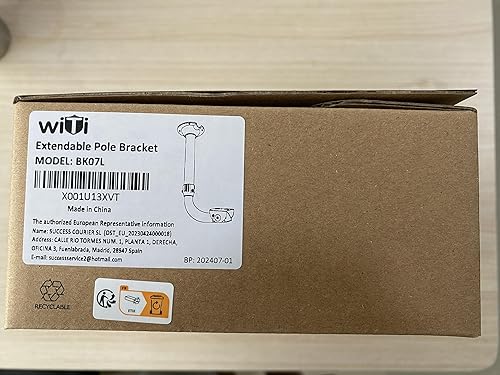 wiTi
Extendable Pole Bracket
MODEL: BK07L
X001U13XVT
Made in China
The authorized European Representative information
Name: SUCCESS COURIER SL (DST_EU_20230424000018)
Address: CALLE RIO TORMES NUM. 1, PLANTA 1, DERECHA,
OFICINA 3, Fuenlabrada, Madrid, 28947 Spain
E-mail: successservice2@hotmail.com
BP: 202407-01
RECYCLABLE